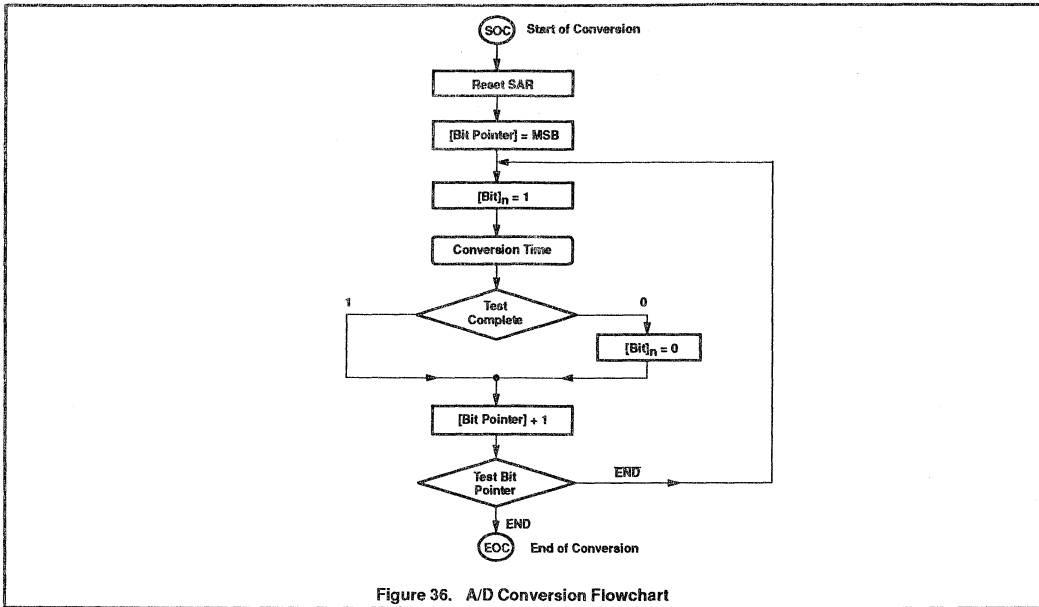 SOC Start of Conversion
Reset SAR
[Bit Pointer] = MSB
[Bit]n = 1
Conversion Time
1
Test
Complete
0
[Bit]n = 0
[Bit Pointer] + 1
Test Bit
Pointer
E̅N̅D̅
END
EOC End of Conversion
Figure 36. A/D Conversion Flowchart